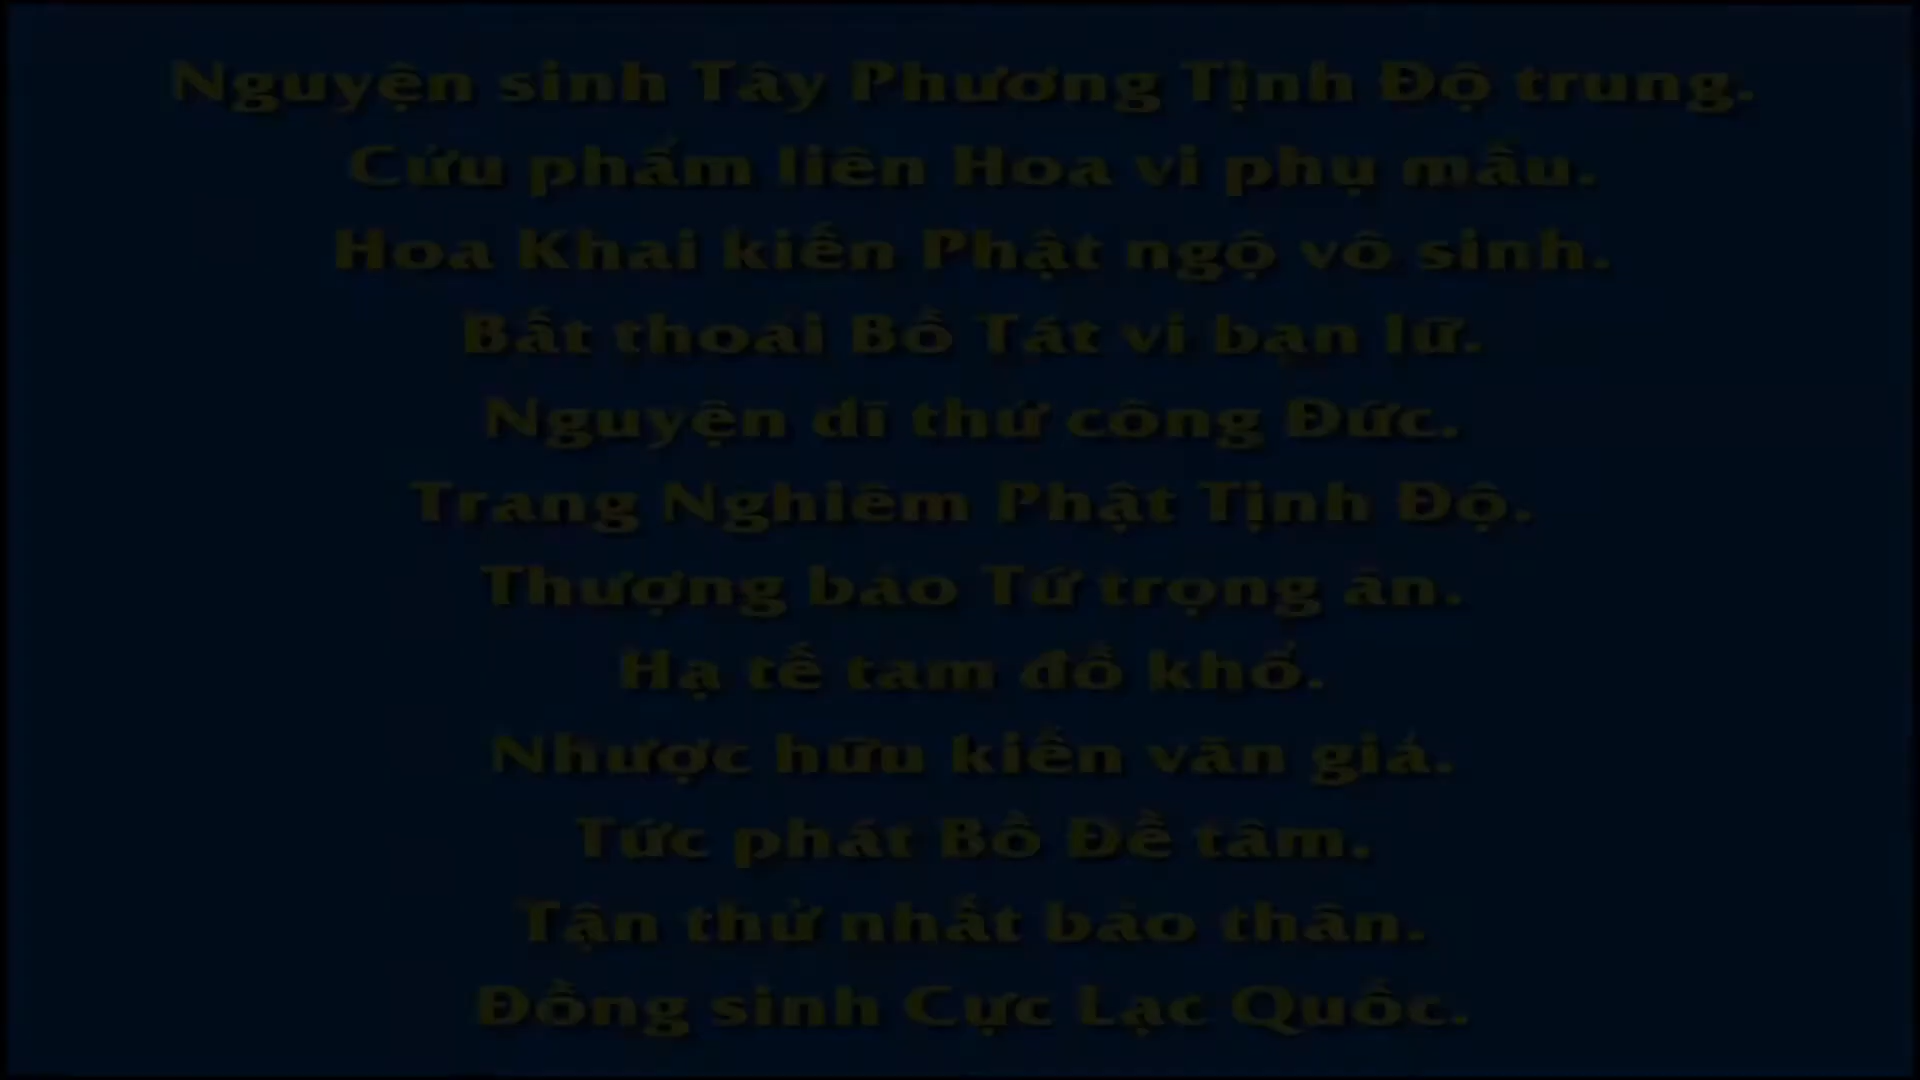 Nguyện sinh Tây Phương Tịnh Độ trung.
Cửu phẩm liên Hoa vi phụ mẫu.
Hoa Khai kiến Phật ngộ vô sinh.
Bất thoái Bồ Tát vi bạn lữ.
Nguyện dĩ thử công Đức.
Trang Nghiêm Phật Tịnh Độ.
Thượng báo Tứ trọng ân.
Hạ tế tam đồ khổ.
Nhược hữu kiến văn giả.
Tức phát Bồ Đề tâm.
Tận thử nhất báo thân.
Đồng sinh Cực Lạc Quốc.